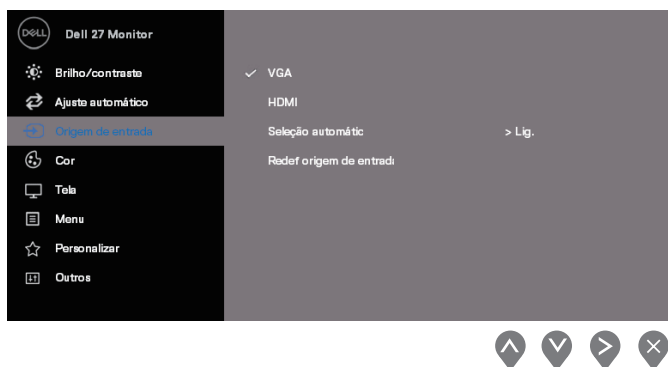 DELL Dell 27 Monitor
Brilho/contraste
✓ VGA
Ajuste automático
HDMI
Origem de entrada
Seleção automátic > Lig.
Cor
Redef origem de entrad
Tela
Menu
Personalizar
Outros